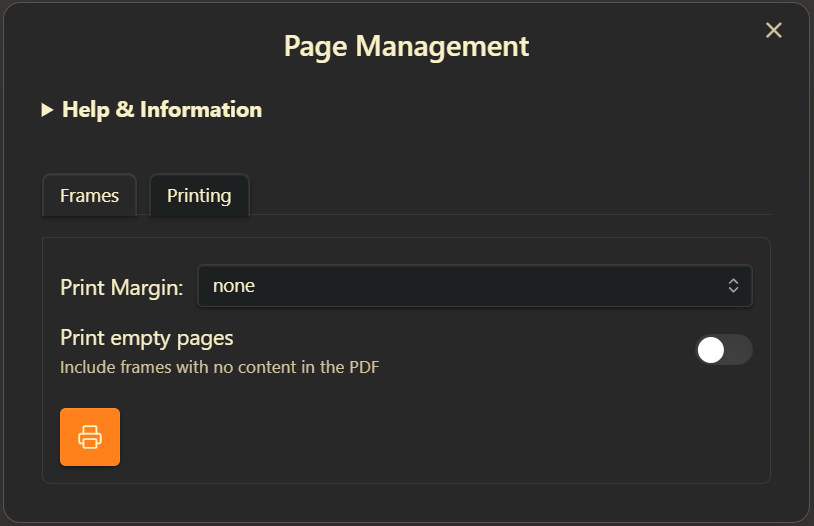 Page Management
Help & Information
Frames
Printing
Print Margin:
none
Print empty pages
Include frames with no content in the PDF